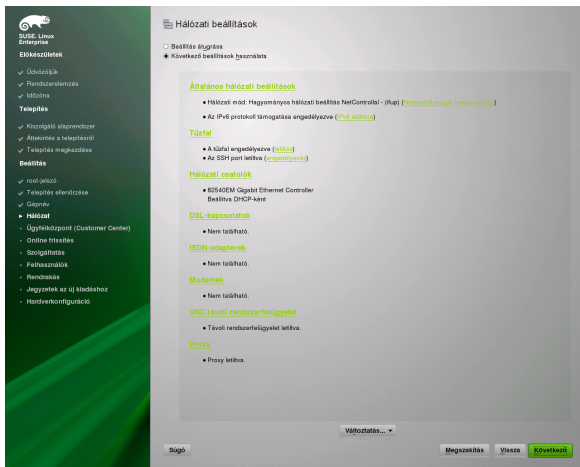 SUSE. Linux
Enterprise
Előkészületek
Üdvözöljük
Rendszerelemzés
Időzóna
Telepítés
Kiszolgáló alaprendszer
Áttekintés a telepítésről
Telepítés megkezdése
Beállítás
root-jelszó
Telepítés ellenőrzése
Gépnév
Hálózat
Ügyfélközpont (Customer Center)
Online frissítés
Szolgáltatás
Felhasználók
Rendrakás
Jegyzetek az új kiadáshoz
Hardverkonfiguráció
Hálózati beállítások
Beállítás átugrása
Következő beállítások használata
Általános hálózati beállítások
Hálózati mód: Hagyományos hálózati beállítás NetControllal - (ifup) (NetworkManager
Az IPv6 protokoll támogatása engedélyezve (IPv6 letiltása)
Tűzfal
A tűzfal engedélyezve (letiltás)
Az SSH port letiltva (engedélyezés)
Hálózati csatolók
82540EM Gigabit Ethernet Controller
Beállítva DHCP-ként
DSL-kapcsolatok
Nem található.
ISDN-adapterek
Nem található.
Modemek
Nem található.
VNC távoli rendszerfelügyelet
Távoli rendszerfelügyelet letiltva.
Proxy
Proxy letiltva.
Változtatás...
Súgó
Megszakítás
Vissza
Következő